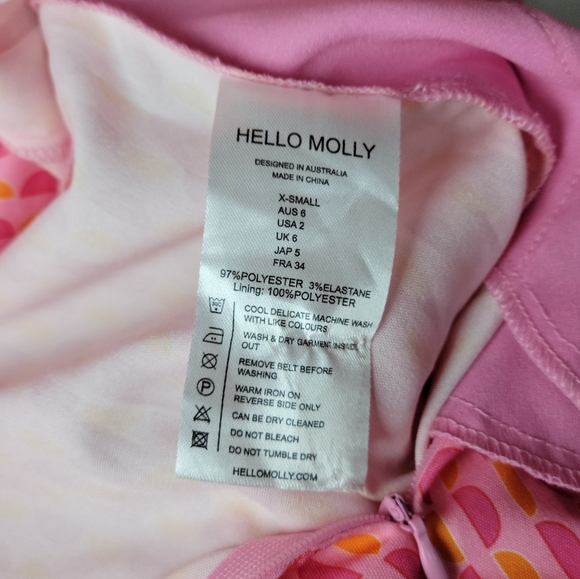 HELLO MOLLY
DESIGNED IN AUSTRALIA
MADE IN CHINA
X-SMALL
AUS 6
USA 2
UK 6
JAP 5
FRA 34
97%POLYESTER 3%ELASTANE
Lining: 100%POLYESTER
COOL DELICATE MACHINE WASH
WITH LIKE COLOURS
WASH & DRY GARMENT INSIDE
OUT
REMOVE BELT BEFORE
WASHING
WARM IRON ON
REVERSE SIDE ONLY
CAN BE DRY CLEANED
DO NOT BLEACH
DO NOT TUMBLE DRY
HELLOMOLLY.COM